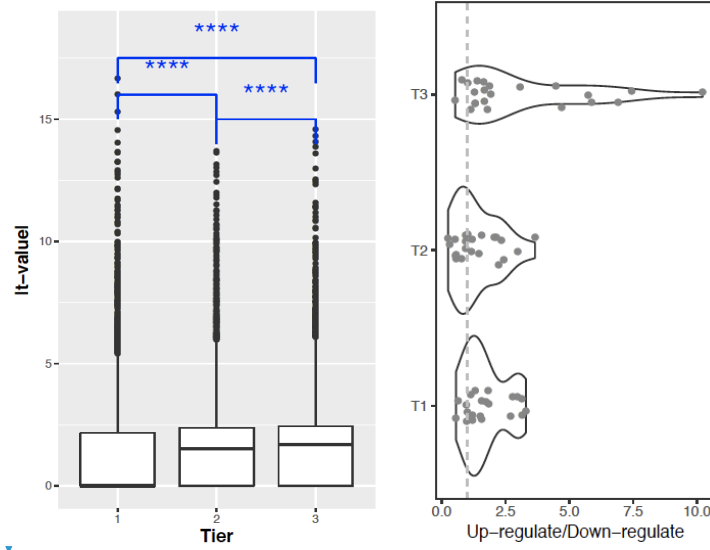 ****
****
****
15
10
5
0
1
2
3
Tier
|t-value|
T3
T2
T1
0.0
2.5
5.0
7.5
10.0
Up-regulate/Down-regulate